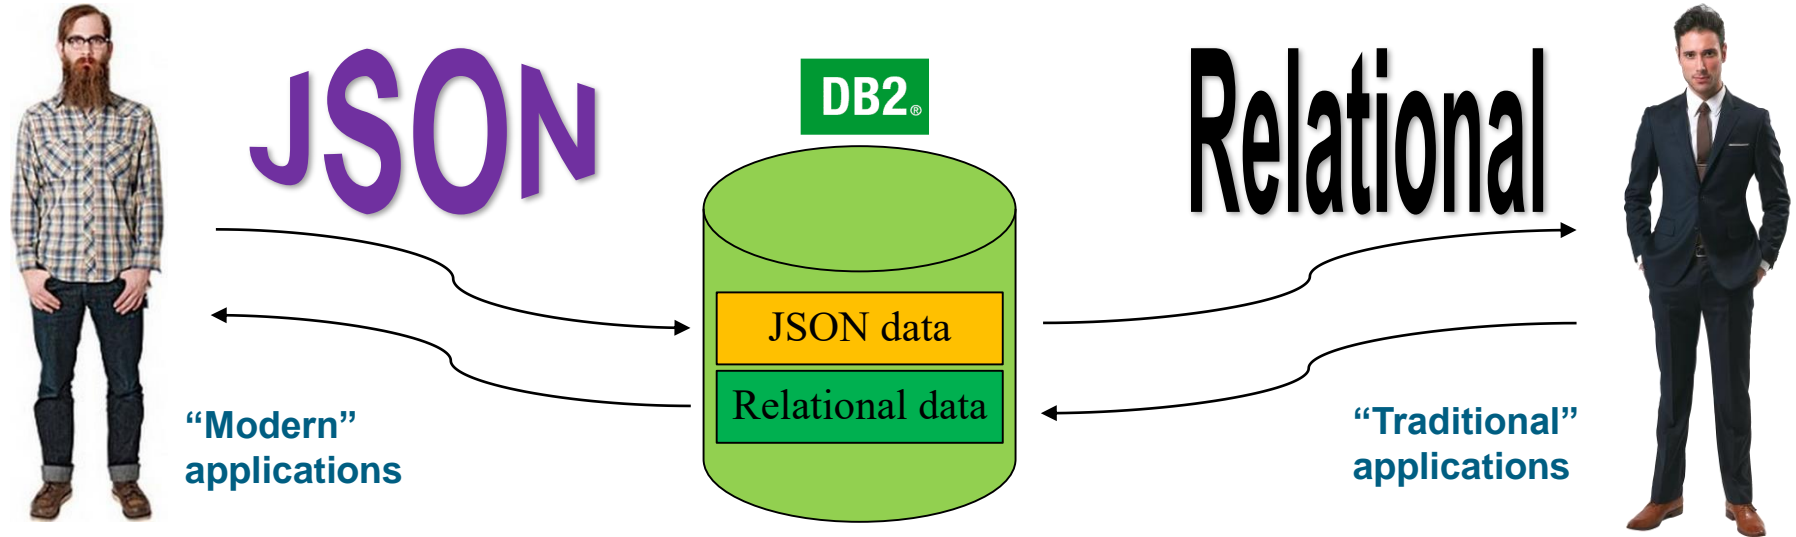 JSON
DB2®
Relational
JSON data
Relational data
“Modern”
applications
“Traditional”
applications